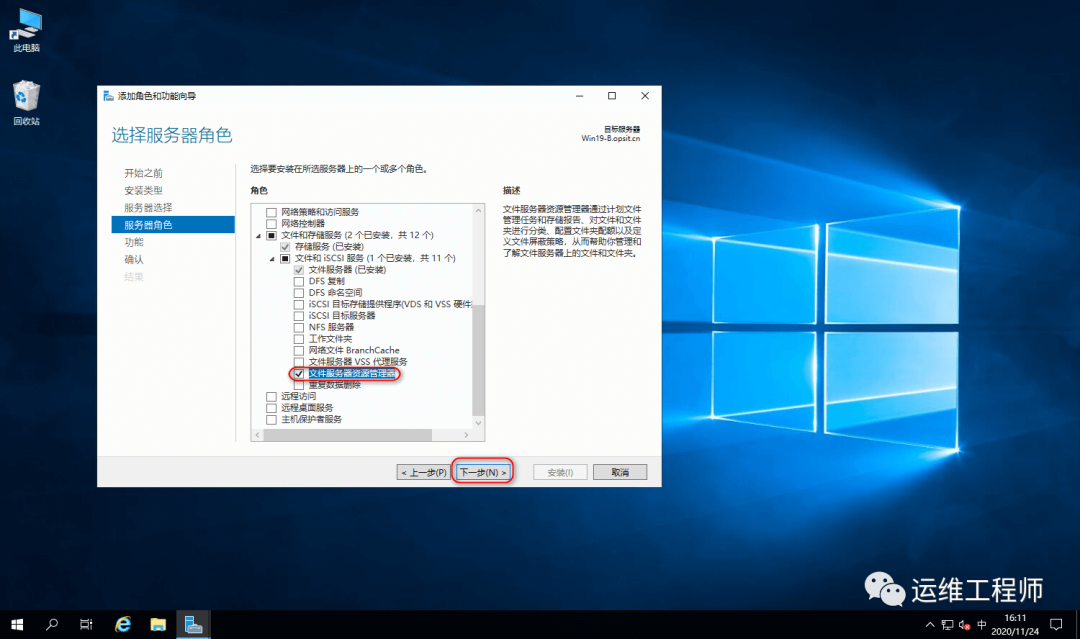 此电脑
回收站
添加角色和功能向导
选择服务器角色
目标服务器
Win19-B.opsit.cn
开始之前
安装类型
服务器选择
服务器角色
功能
确认
结果
选择要安装在所选服务器上的一个或多个角色。
角色
网络策略和访问服务
网络控制器
文件和存储服务 (2 个已安装，共 12 个)
存储服务 (已安装)
文件和 iSCSI 服务 (1 个已安装，共 11 个)
文件服务器 (已安装)
DFS 复制
DFS 命名空间
iSCSI 目标存储提供程序(VDS 和 VSS 硬件
iSCSI 目标服务器
NFS 服务器
工作文件夹
网络文件 BranchCache
文件服务器 VSS 代理服务
文件服务器资源管理器
重复数据删除
远程访问
远程桌面服务
主机保护者服务
描述
文件服务器资源管理器通过计划文件
管理任务和存储报告、对文件和文件
夹进行分类、配置文件夹配额以及定
义文件屏蔽策略，从而帮助你管理和
了解文件服务器上的文件和文件夹。
< 上一步(P)
下一步(N) >
安装(I)
取消
运维工程师
中
16:11
2020/11/24